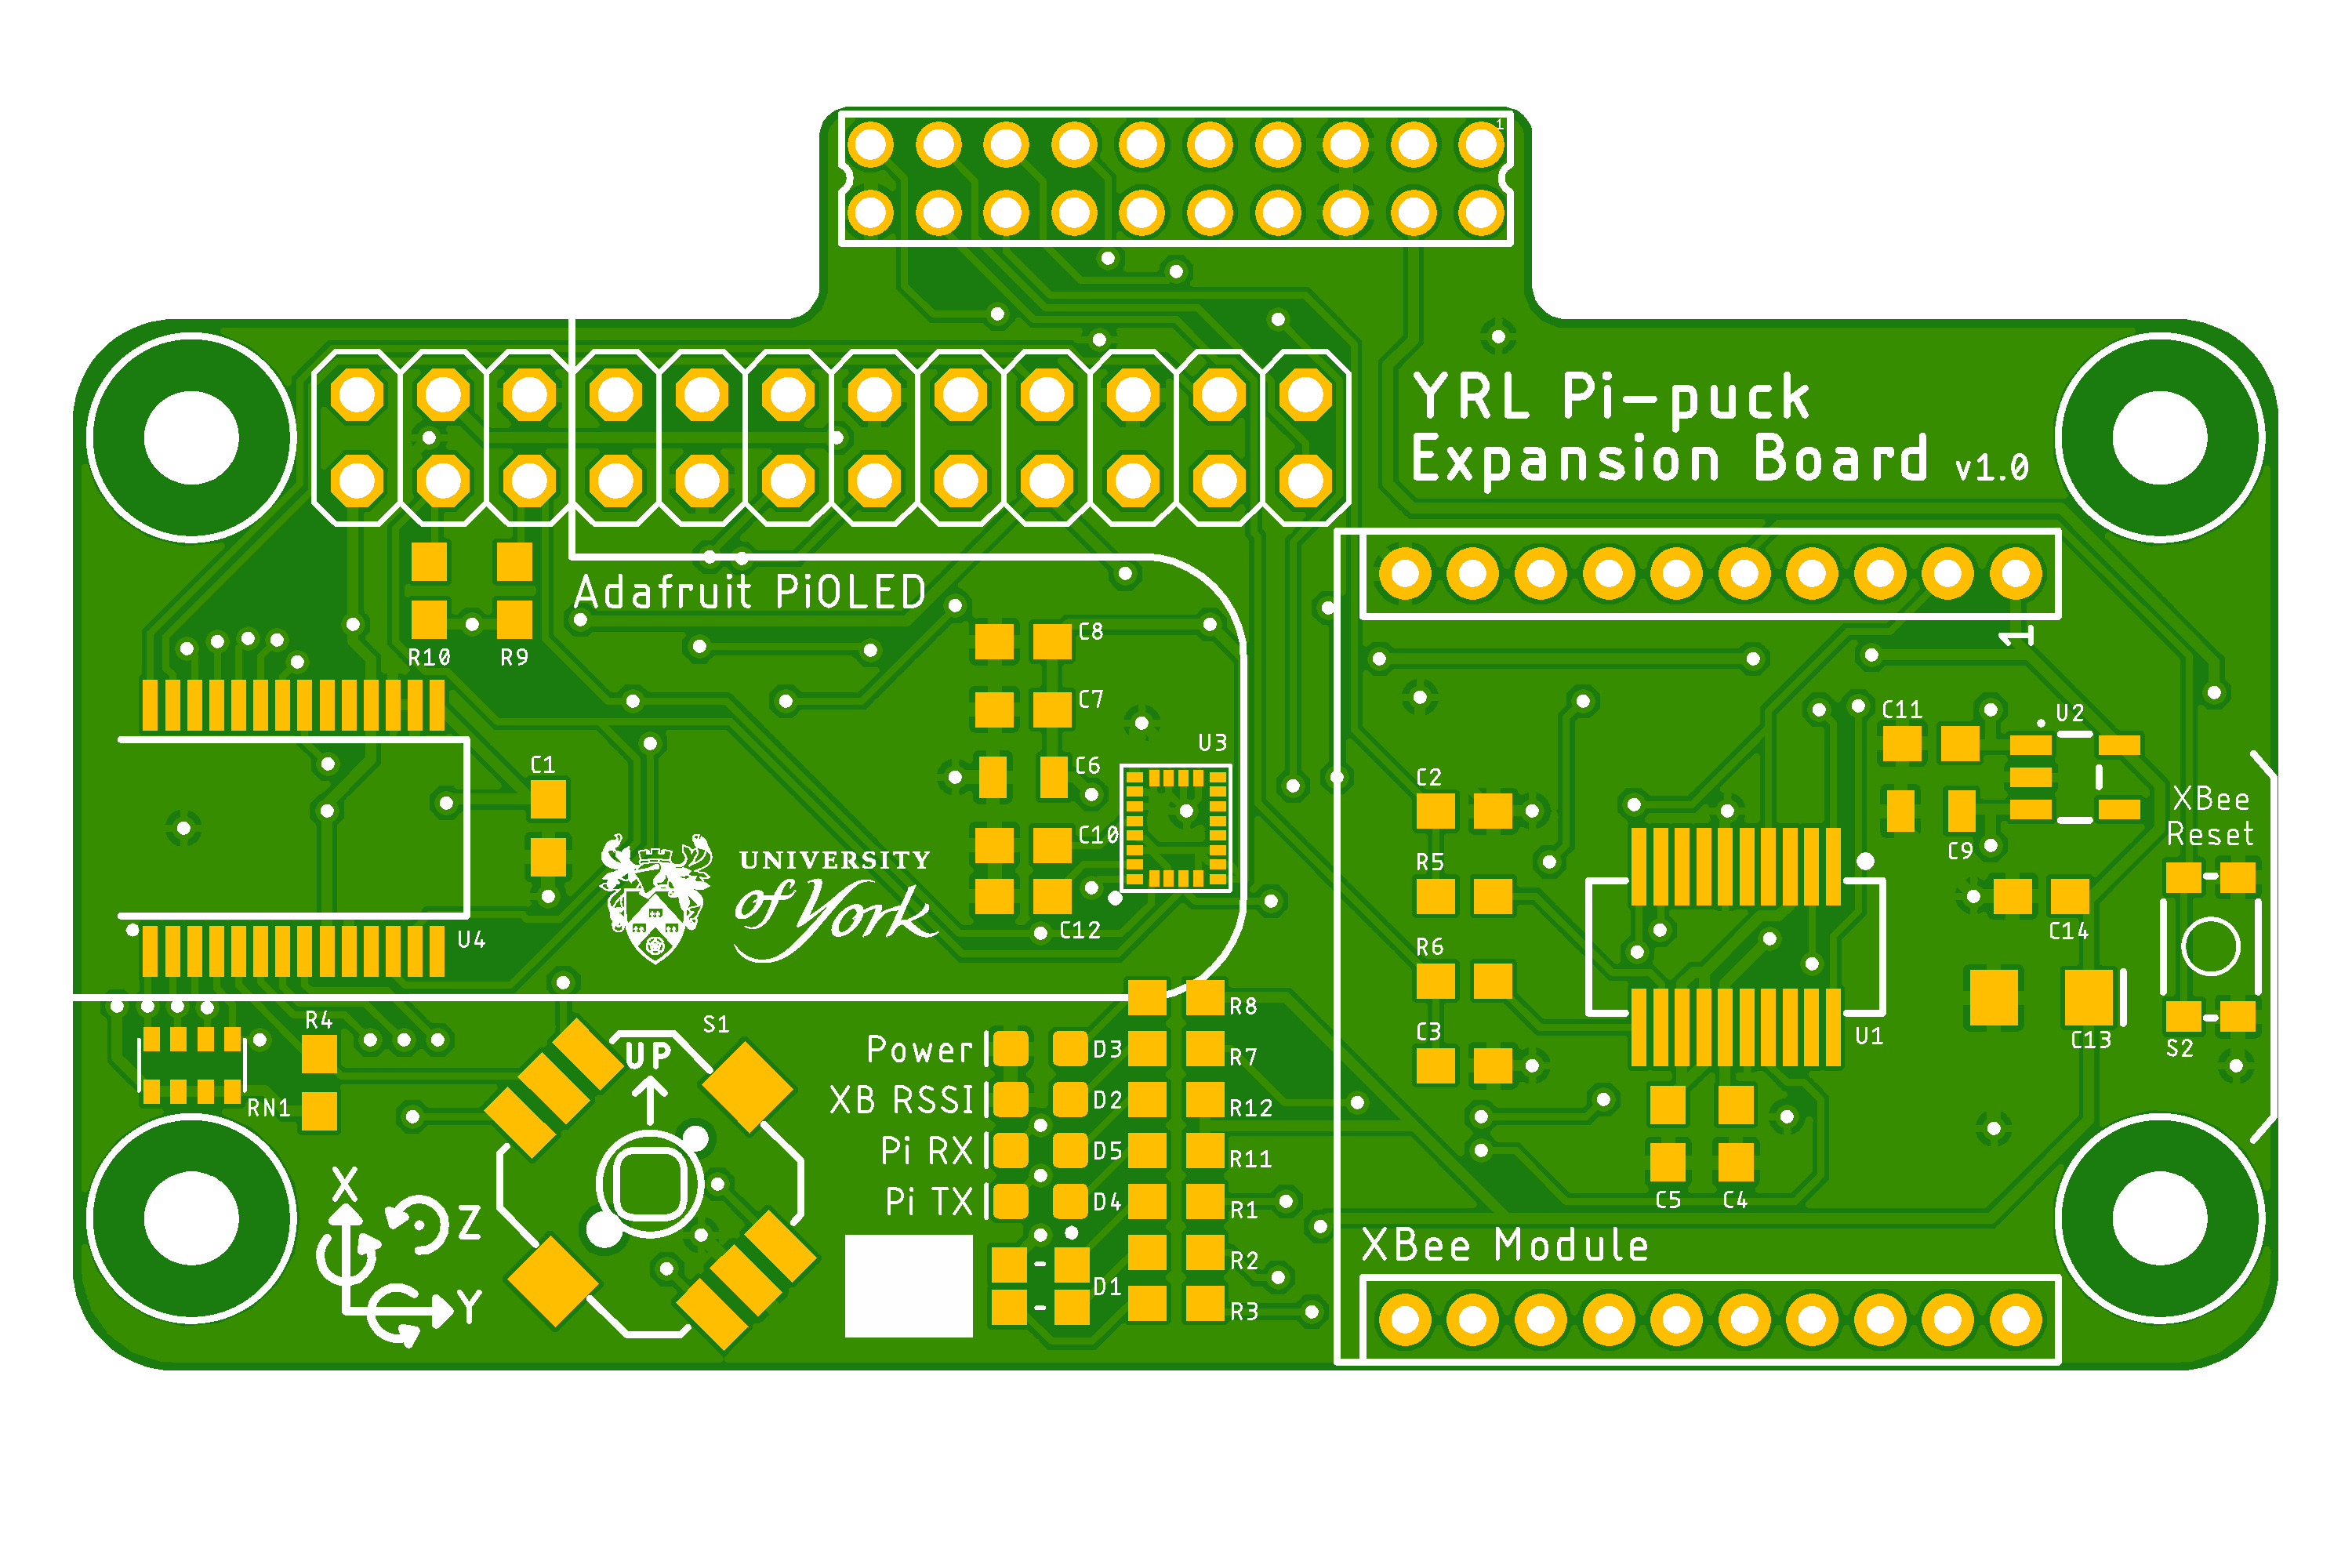 1
YRL Pi-puck
Expansion Board v1.0
Adafruit PiOLED
R10
R9
C8
C7
C6
C10
C12
U3
1
C11
U2
C2
C9
XBee
Reset
C1
R5
UNIVERSITY
of York
U4
R6
C14
C3
U1
C13
S2
R4
RN1
S1
UP
R8
Power
D3
R7
XB RSSI
D2
R12
Pi RX
D5
R11
Pi TX
D4
R1
R2
D1
R3
C5
C4
X
Z
Y
XBee Module